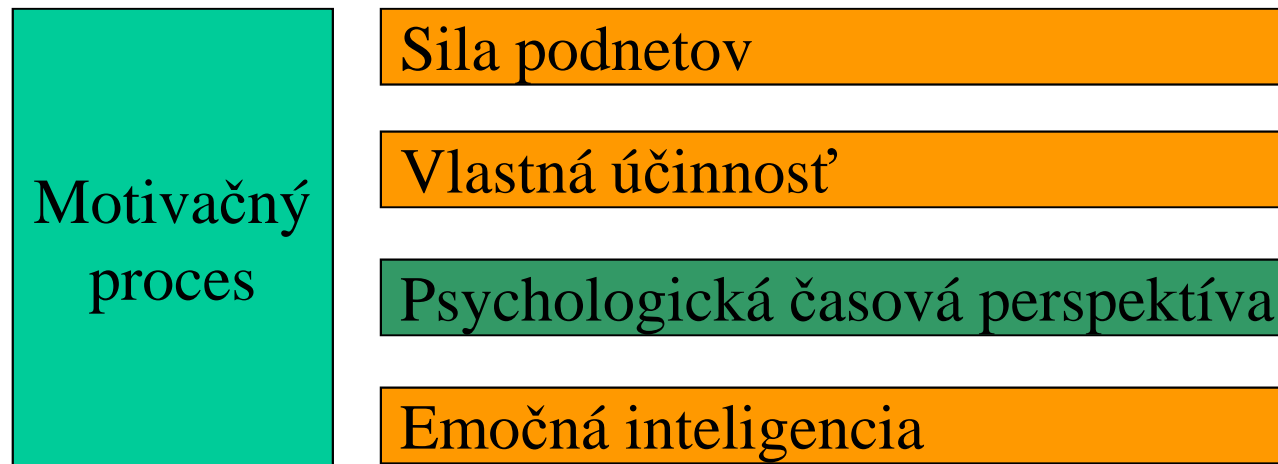 Motivačný
proces
Sila podnetov
Vlastná účinnosť
Psychologická časová perspektíva
Emočná inteligencia